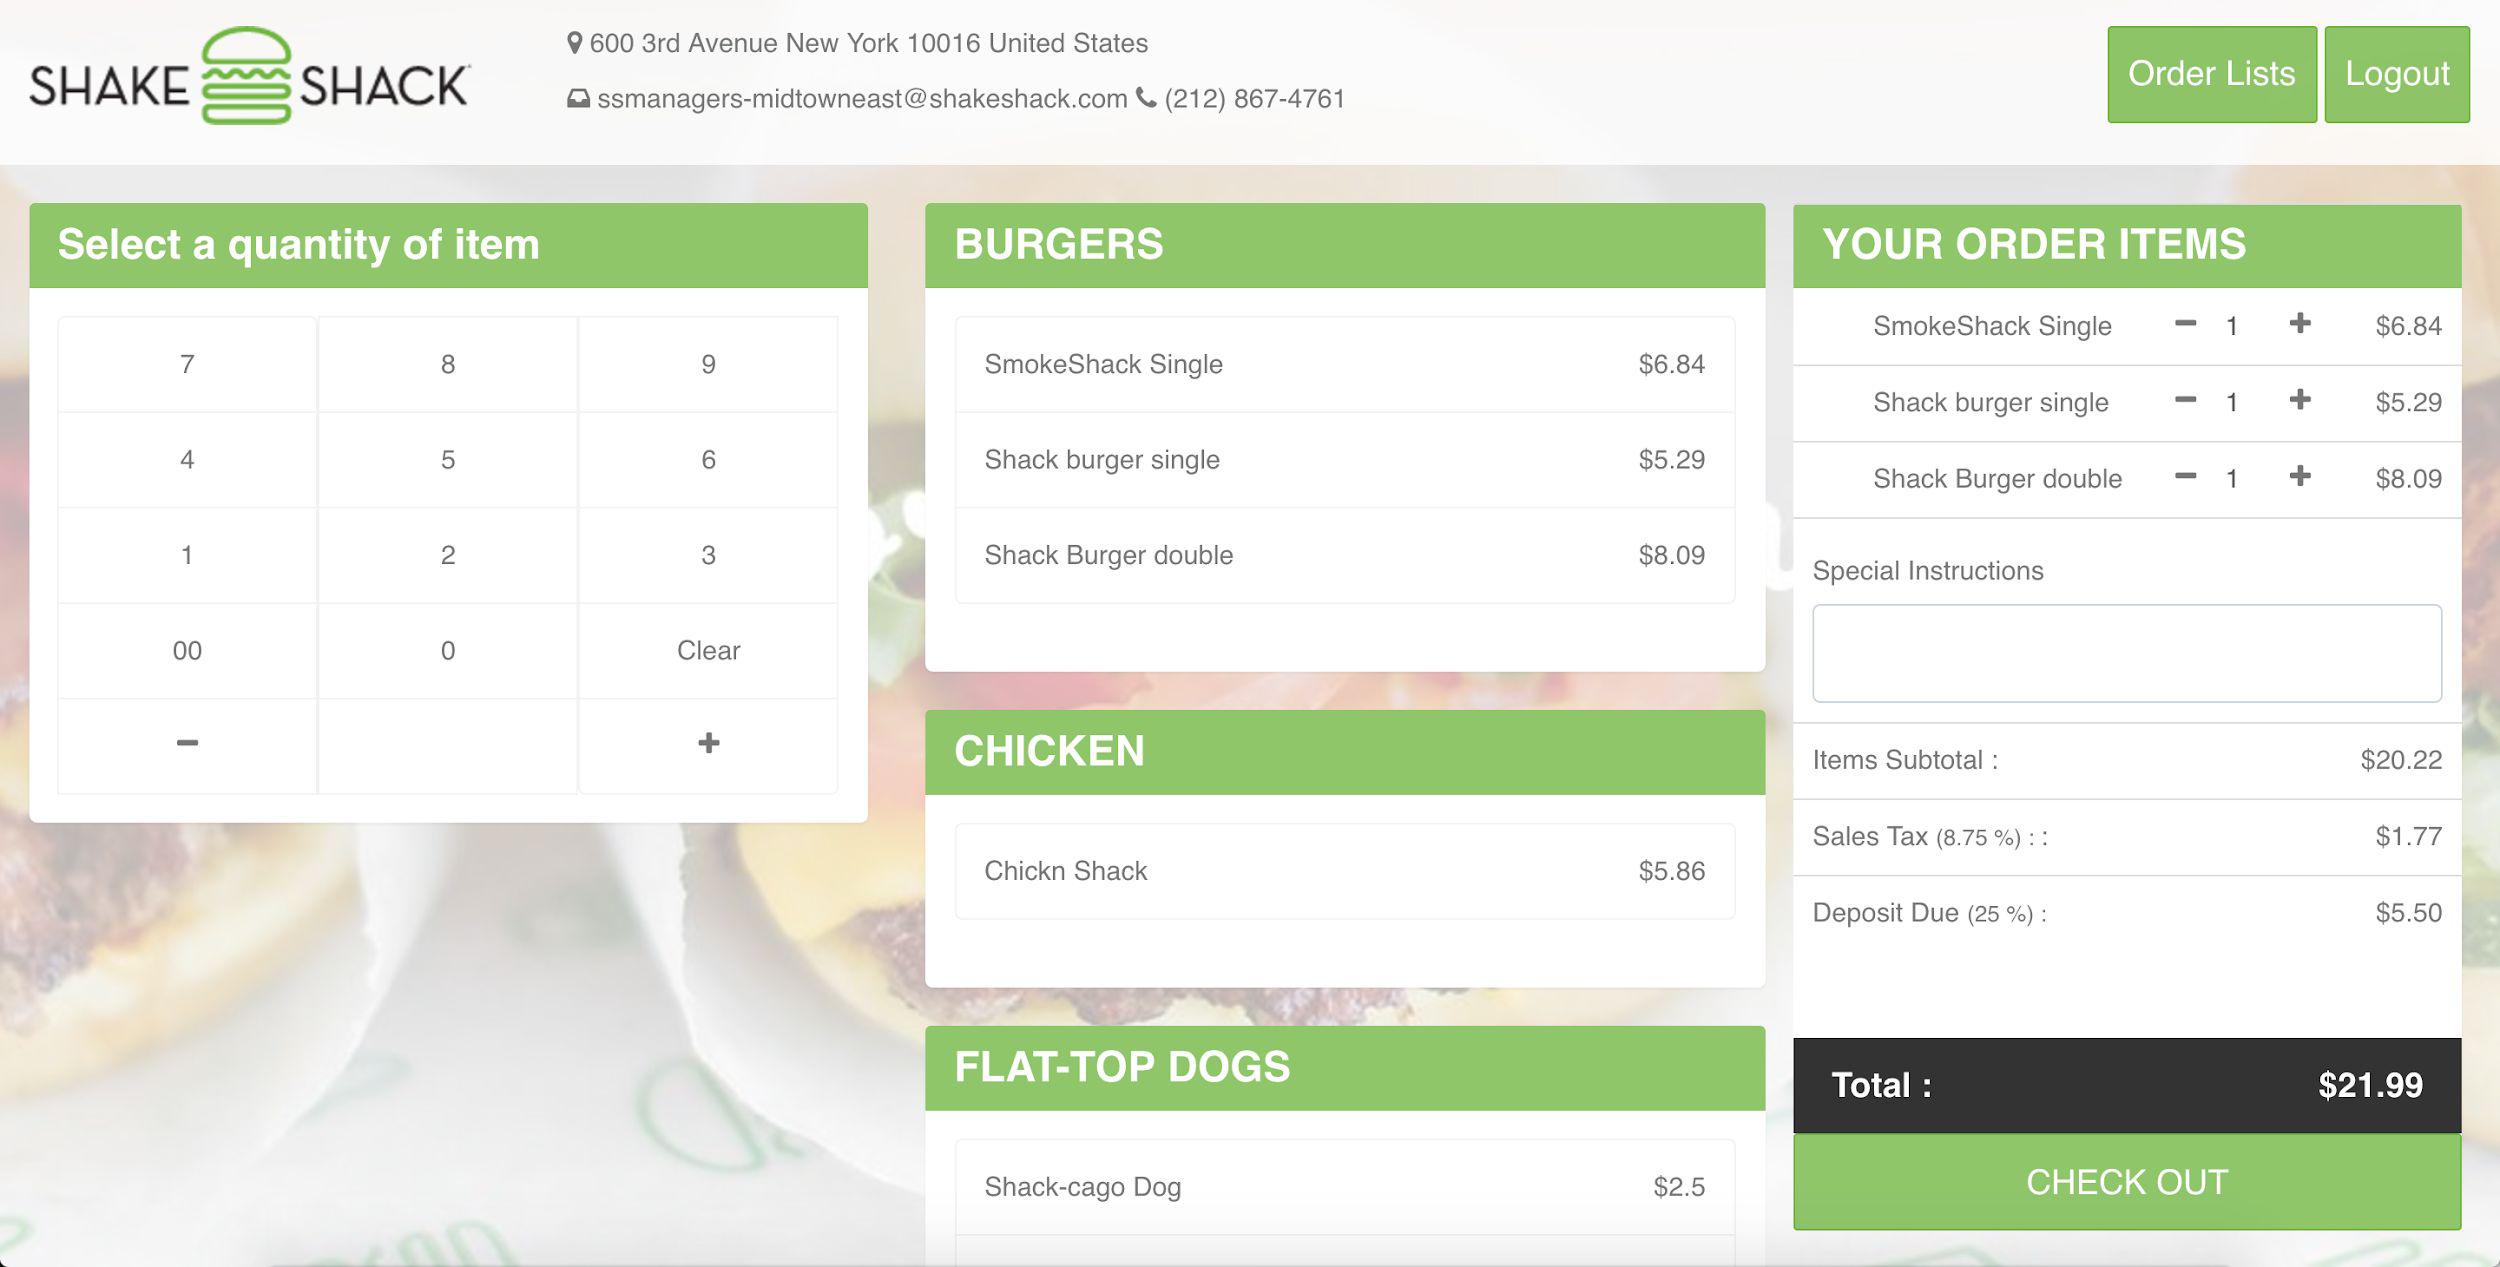 SHAKE SHACK
600 3rd Avenue New York 10016 United States
ssmanagers-midtowneast@shakeshack.com (212) 867-4761
Order Lists
Logout
Select a quantity of item
7 8 9
4 5 6
1 2 3
00 0 Clear
− +
BURGERS
SmokeShack Single $6.84
Shack burger single $5.29
Shack Burger double $8.09
CHICKEN
Chickn Shack $5.86
FLAT-TOP DOGS
Shack-cago Dog $2.5
YOUR ORDER ITEMS
SmokeShack Single − 1 + $6.84
Shack burger single − 1 + $5.29
Shack Burger double − 1 + $8.09
Special Instructions
Items Subtotal : $20.22
Sales Tax (8.75 %) : : $1.77
Deposit Due (25 %) : $5.50
Total : $21.99
CHECK OUT